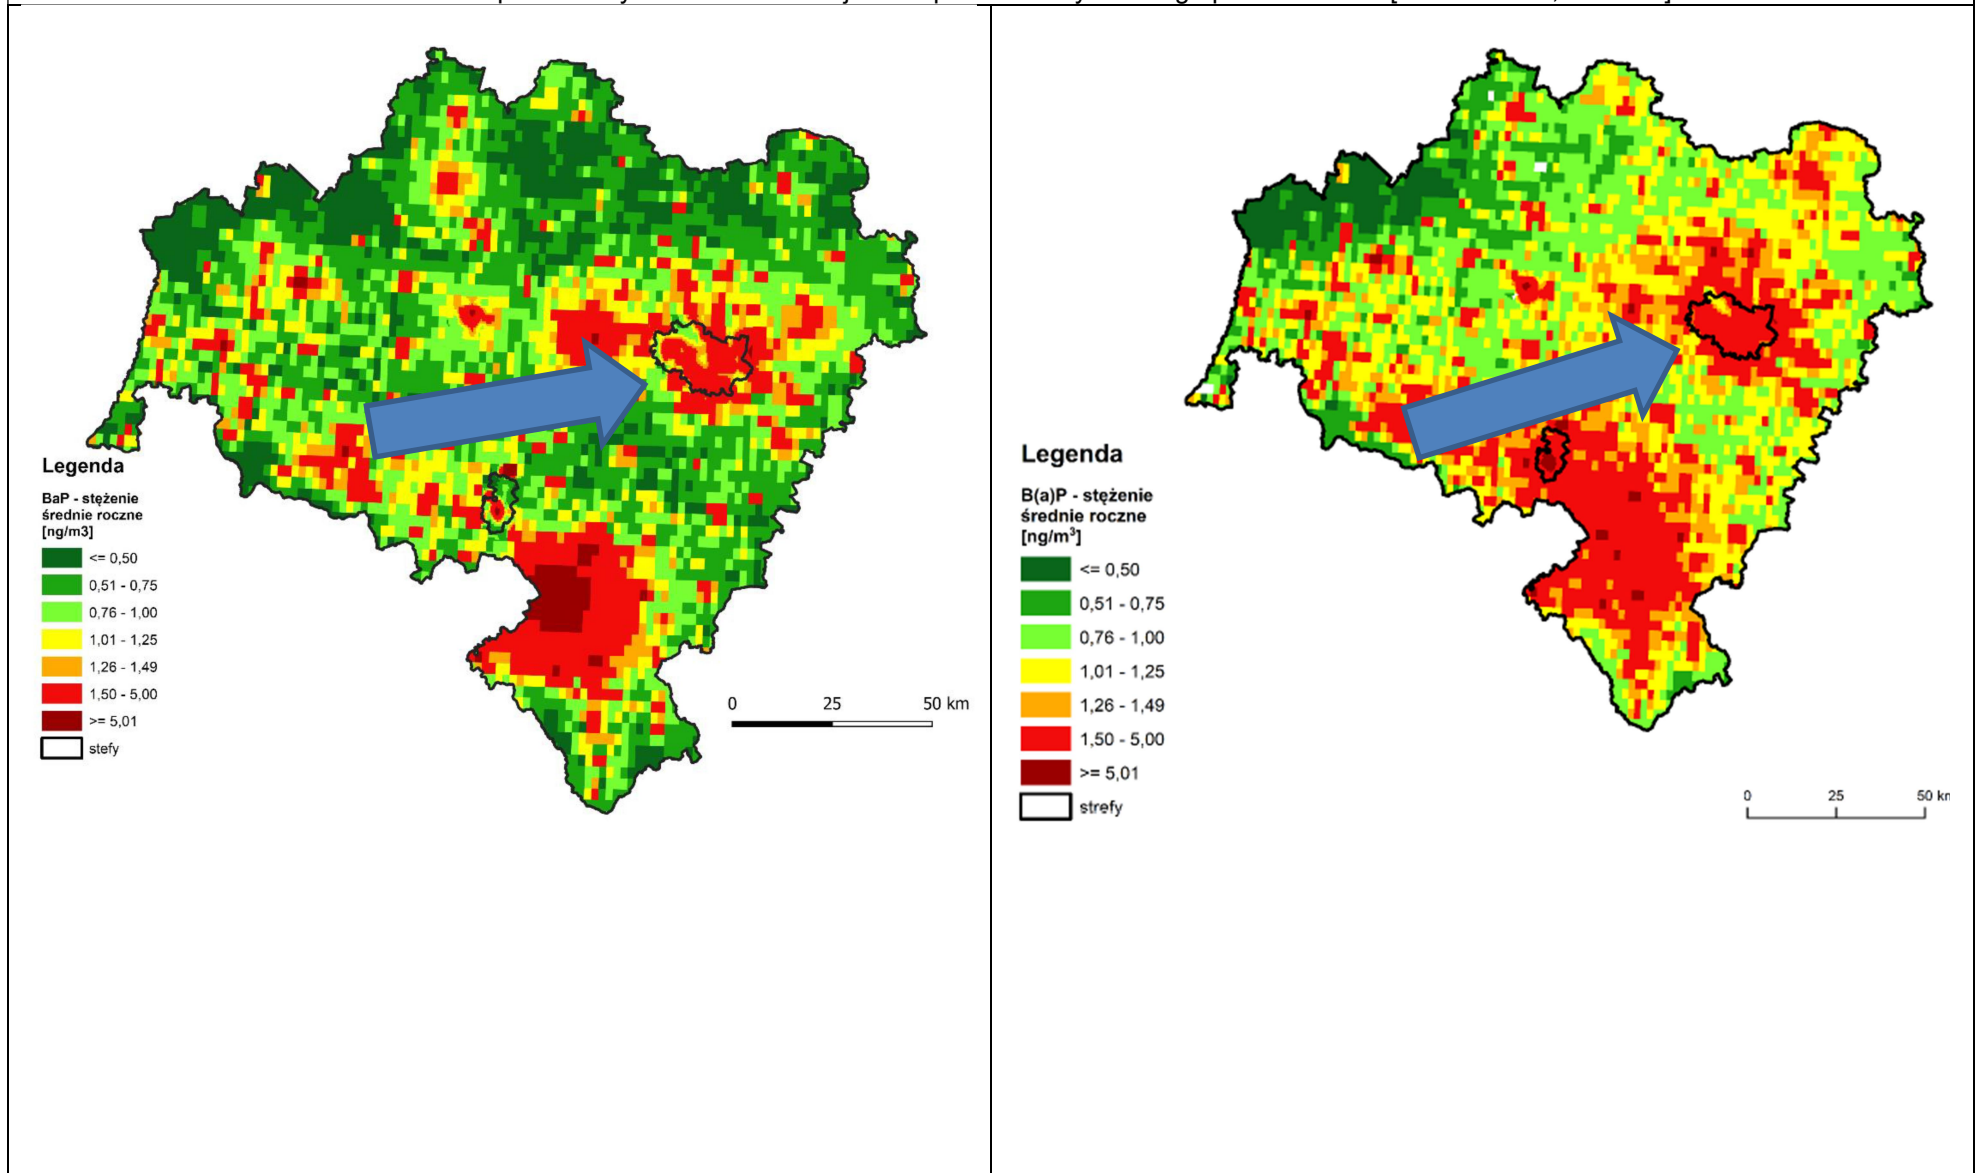 Legenda
BaP - stężenie
średnie roczne
[ng/m3]
<= 0,50
0,51 - 0,75
0,76 - 1,00
1,01 - 1,25
1,26 - 1,49
1,50 - 5,00
>= 5,01
stefy
0 25 50 km
Legenda
B(a)P - stężenie
średnie roczne
[ng/m³]
<= 0,50
0,51 - 0,75
0,76 - 1,00
1,01 - 1,25
1,26 - 1,49
1,50 - 5,00
>= 5,01
strefy
0 25 50 kn